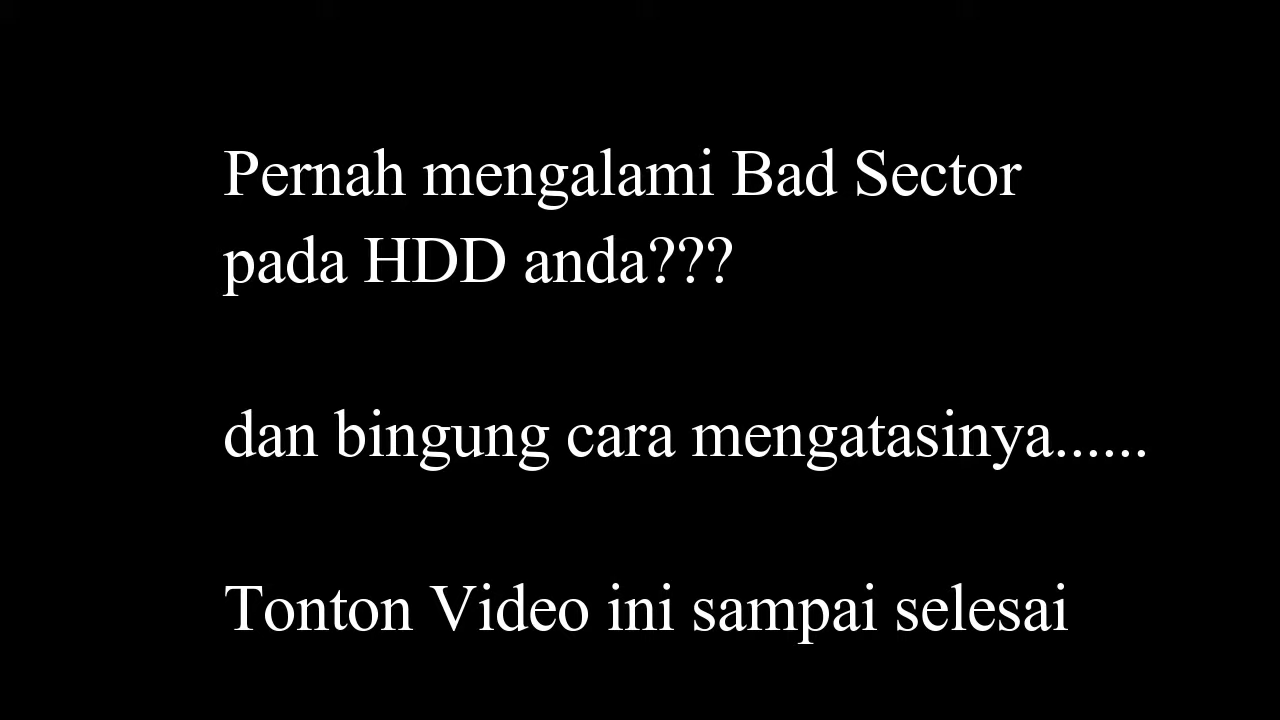 Pernah mengalami Bad Sector
pada HDD anda???
dan bingung cara mengatasinya......
Tonton Video ini sampai selesai